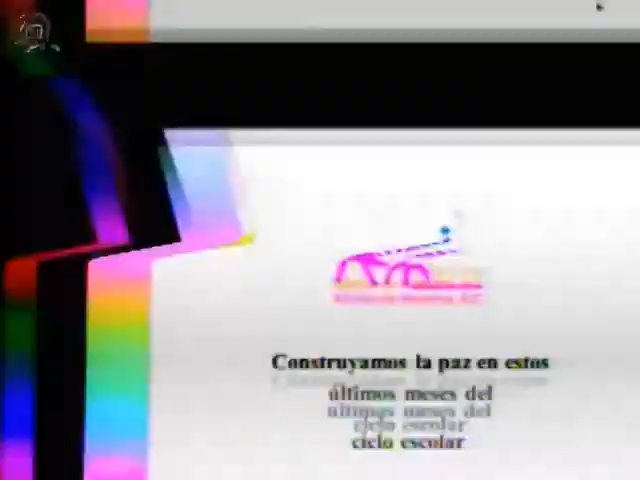 Construyamos la paz en estos
últimos meses del
ciclo escolar